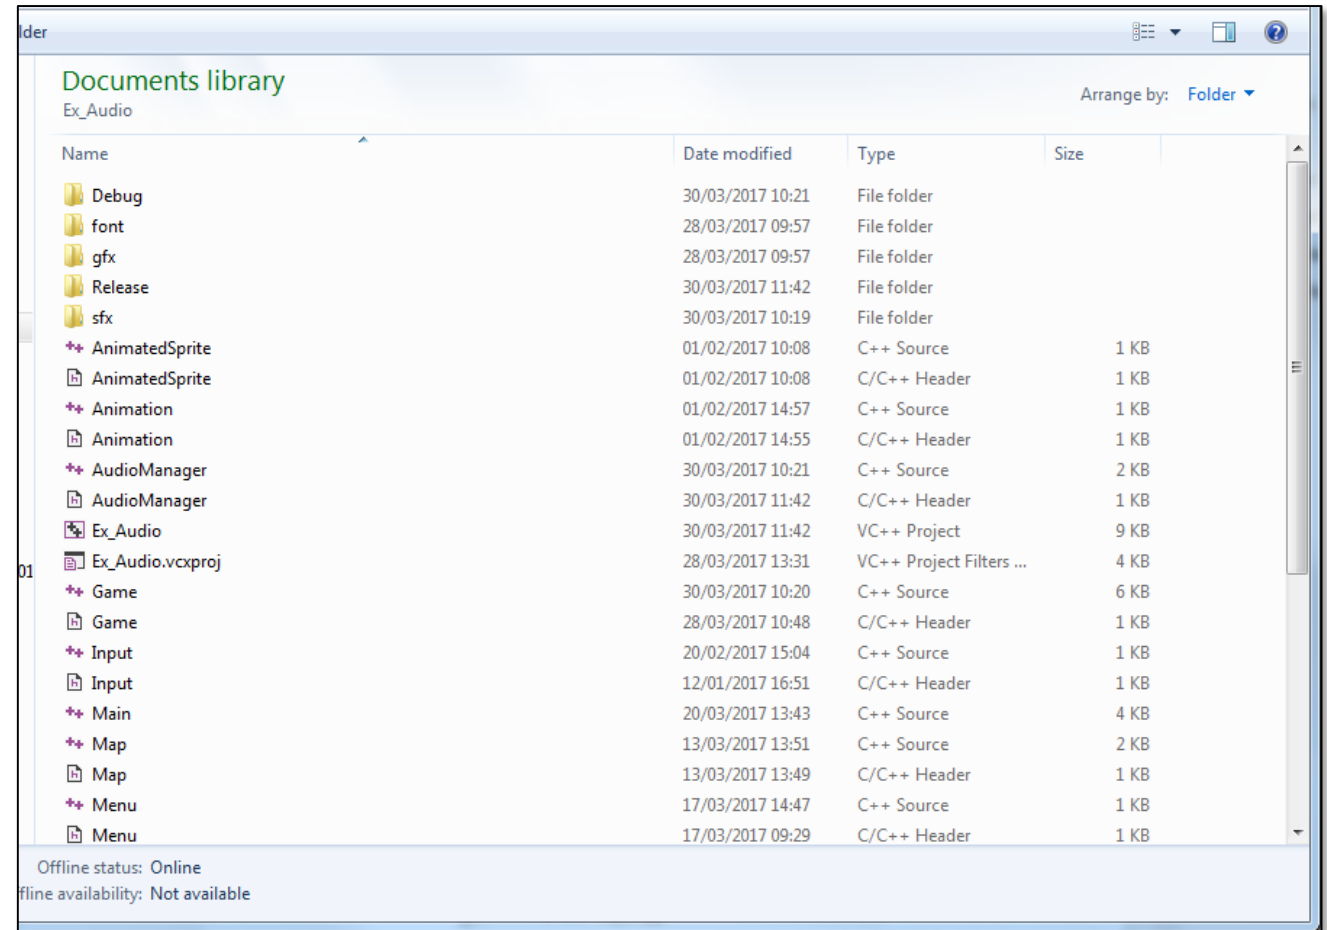 lder
Documents library
Ex_Audio
Arrange by: Folder
Name Date modified Type Size
Debug 30/03/2017 10:21 File folder
font 28/03/2017 09:57 File folder
gfx 28/03/2017 09:57 File folder
Release 30/03/2017 11:42 File folder
sfx 30/03/2017 10:19 File folder
AnimatedSprite 01/02/2017 10:08 C++ Source 1 KB
AnimatedSprite 01/02/2017 10:08 C/C++ Header 1 KB
Animation 01/02/2017 14:57 C++ Source 1 KB
Animation 01/02/2017 14:55 C/C++ Header 1 KB
AudioManager 30/03/2017 10:21 C++ Source 2 KB
AudioManager 30/03/2017 11:42 C/C++ Header 1 KB
Ex_Audio 30/03/2017 11:42 VC++ Project 9 KB
Ex_Audio.vcxproj 28/03/2017 13:31 VC++ Project Filters ... 4 KB
01
Game 30/03/2017 10:20 C++ Source 6 KB
Game 28/03/2017 10:48 C/C++ Header 1 KB
Input 20/02/2017 15:04 C++ Source 1 KB
Input 12/01/2017 16:51 C/C++ Header 1 KB
Main 20/03/2017 13:43 C++ Source 4 KB
Map 13/03/2017 13:51 C++ Source 2 KB
Map 13/03/2017 13:49 C/C++ Header 1 KB
Menu 17/03/2017 14:47 C++ Source 1 KB
Menu 17/03/2017 09:29 C/C++ Header 1 KB
Offline status: Online
fline availability: Not available